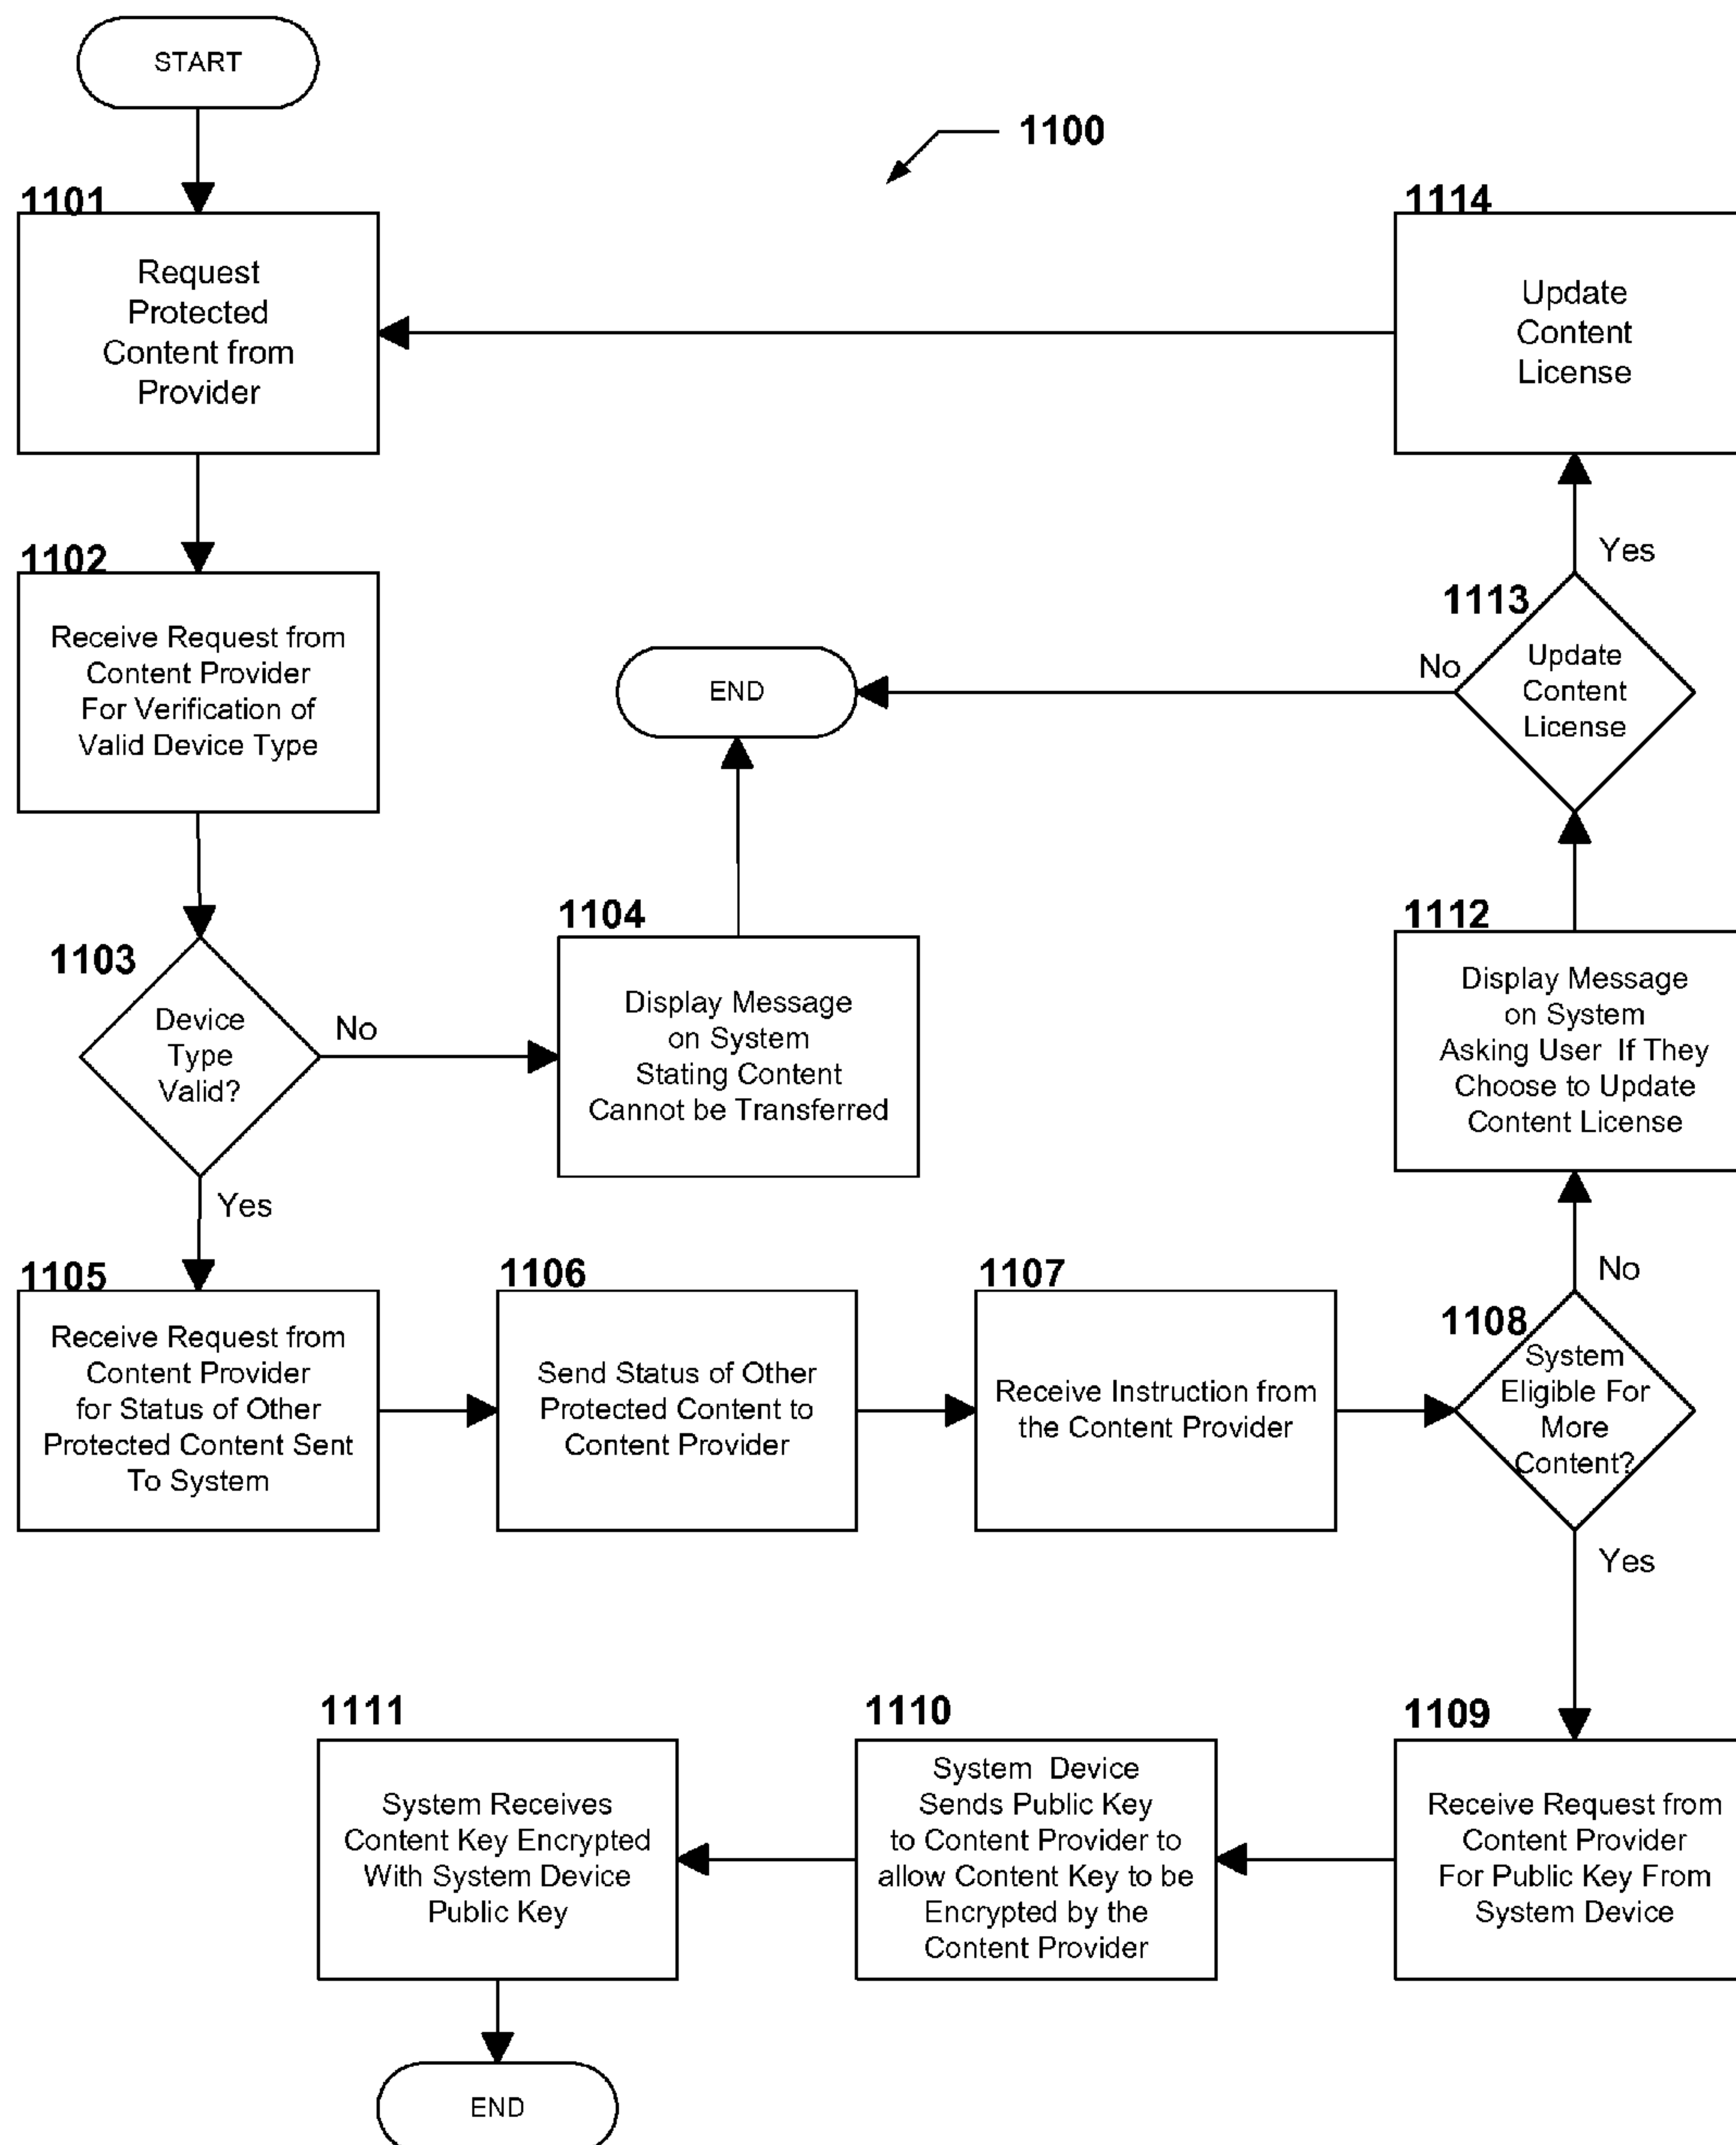 START
1100
1101
Request
Protected
Content from
Provider
1114
Update
Content
License
1102
Receive Request from
Content Provider
For Verification of
Valid Device Type
Yes
1113
Update
Content
License
No
END
1103
Device
Type
Valid?
No
1104
Display Message
on System
Stating Content
Cannot be Transferred
1112
Display Message
on System
Asking User If They
Choose to Update
Content License
Yes
1105
Receive Request from
Content Provider
for Status of Other
Protected Content Sent
To System
1106
Send Status of Other
Protected Content to
Content Provider
1107
Receive Instruction from
the Content Provider
No
1108
System
Eligible For
More
Content?
Yes
1111
System Receives
Content Key Encrypted
With System Device
Public Key
1110
System Device
Sends Public Key
to Content Provider to
allow Content Key to be
Encrypted by the
Content Provider
1109
Receive Request from
Content Provider
For Public Key From
System Device
END